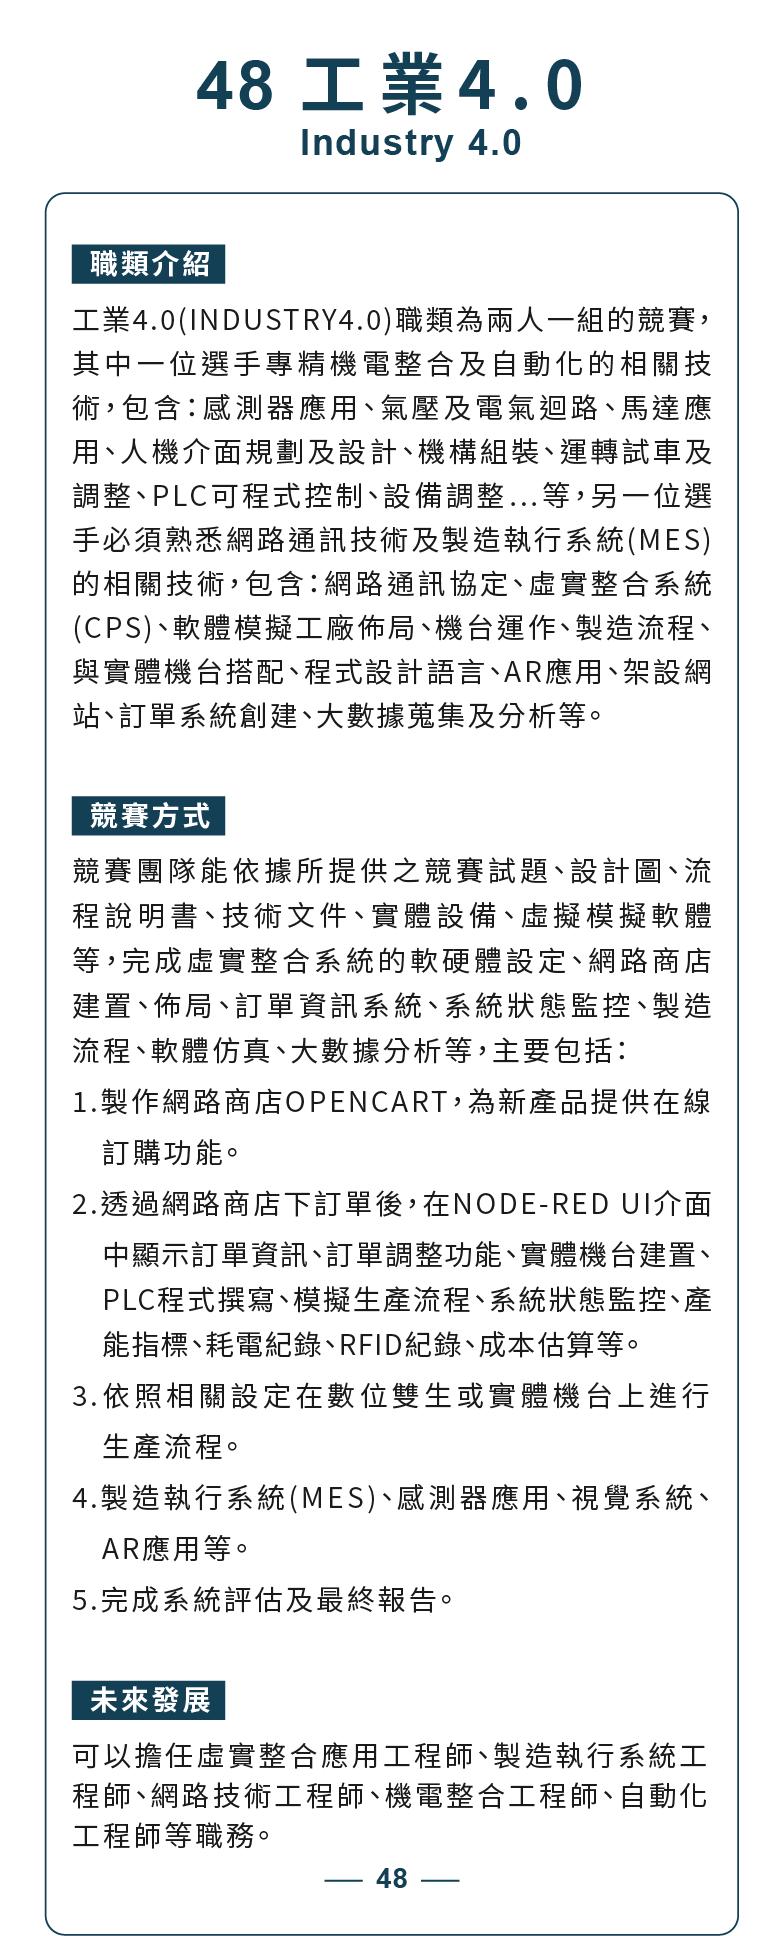 48 工業4.0
Industry 4.0
職類介紹
工業4.0(INDUSTRY4.0)職類為兩人一組的競賽，
其中一位選手專精機電整合及自動化的相關技
術，包含：感測器應用、氣壓及電氣迴路、馬達應
用、人機介面規劃及設計、機構組裝、運轉試車及
調整、PLC可程式控制、設備調整...等，另一位選
手必須熟悉網路通訊技術及製造執行系統(MES)
的相關技術，包含：網路通訊協定、虛實整合系統
(CPS)、軟體模擬工廠佈局、機台運作、製造流程、
與實體機台搭配、程式設計語言、AR應用、架設網
站、訂單系統創建、大數據蒐集及分析等。
競賽方式
競賽團隊能依據所提供之競賽試題、設計圖、流
程說明書、技術文件、實體設備、虛擬模擬軟體
等，完成虛實整合系統的軟硬體設定、網路商店
建置、佈局、訂單資訊系統、系統狀態監控、製造
流程、軟體仿真、大數據分析等，主要包括：
1.製作網路商店OPENCART，為新產品提供在線
訂購功能。
2.透過網路商店下訂單後，在NODE-RED UI介面
中顯示訂單資訊、訂單調整功能、實體機台建置、
PLC程式撰寫、模擬生產流程、系統狀態監控、產
能指標、耗電紀錄、RFID紀錄、成本估算等。
3.依照相關設定在數位雙生或實體機台上進行
生產流程。
4.製造執行系統(MES)、感測器應用、視覺系統、
AR應用等。
5.完成系統評估及最終報告。
未來發展
可以擔任虛實整合應用工程師、製造執行系統工
程師、網路技術工程師、機電整合工程師、自動化
工程師等職務。
48